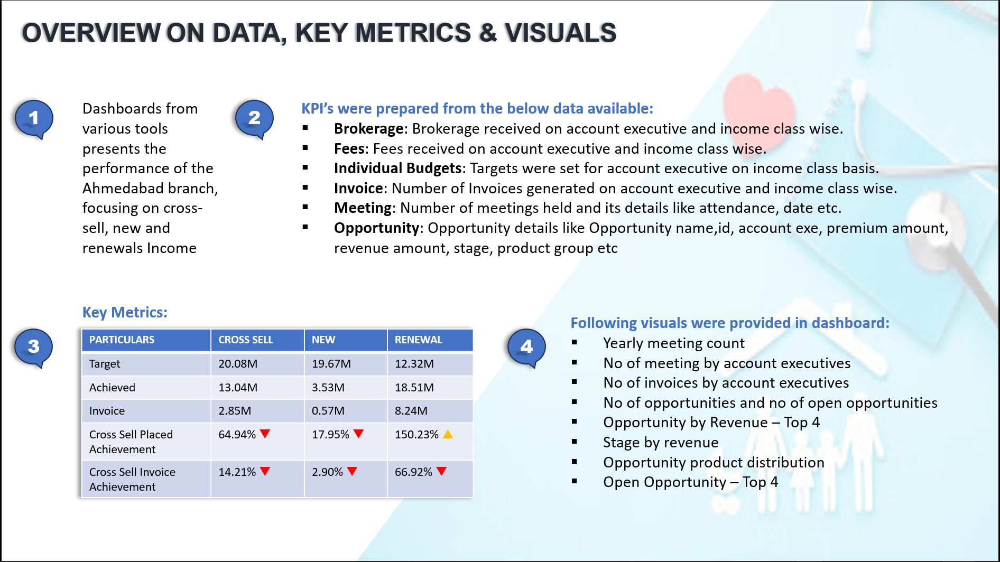 OVERVIEW ON DATA, KEY METRICS & VISUALS
1
Dashboards from
various tools
presents the
performance of the
Ahmedabad branch,
focusing on cross-
sell, new and
renewals Income
2
KPI’s were prepared from the below data available:
▪ Brokerage: Brokerage received on account executive and income class wise.
▪ Fees: Fees received on account executive and income class wise.
▪ Individual Budgets: Targets were set for account executive on income class basis.
▪ Invoice: Number of Invoices generated on account executive and income class wise.
▪ Meeting: Number of meetings held and its details like attendance, date etc.
▪ Opportunity: Opportunity details like Opportunity name,id, account exe, premium amount,
revenue amount, stage, product group etc
3
Key Metrics:
PARTICULARS CROSS SELL NEW RENEWAL
Target 20.08M 19.67M 12.32M
Achieved 13.04M 3.53M 18.51M
Invoice 2.85M 0.57M 8.24M
Cross Sell Placed
Achievement 64.94% ▼ 17.95% ▼ 150.23% ▲
Cross Sell Invoice
Achievement 14.21% ▼ 2.90% ▼ 66.92% ▼
4
Following visuals were provided in dashboard:
▪ Yearly meeting count
▪ No of meeting by account executives
▪ No of invoices by account executives
▪ No of opportunities and no of open opportunities
▪ Opportunity by Revenue – Top 4
▪ Stage by revenue
▪ Opportunity product distribution
▪ Open Opportunity – Top 4